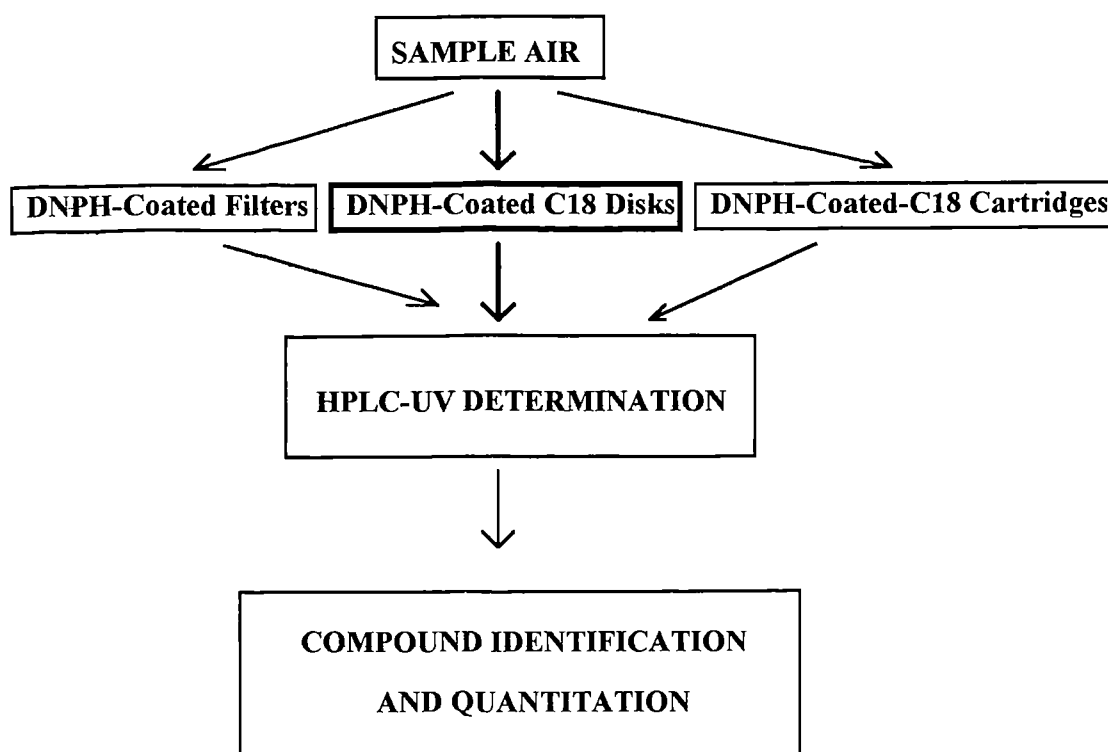 SAMPLE AIR
DNPH-Coated Filters
DNPH-Coated C18 Disks
DNPH-Coated-C18 Cartridges
HPLC-UV DETERMINATION
COMPOUND IDENTIFICATION
AND QUANTITATION